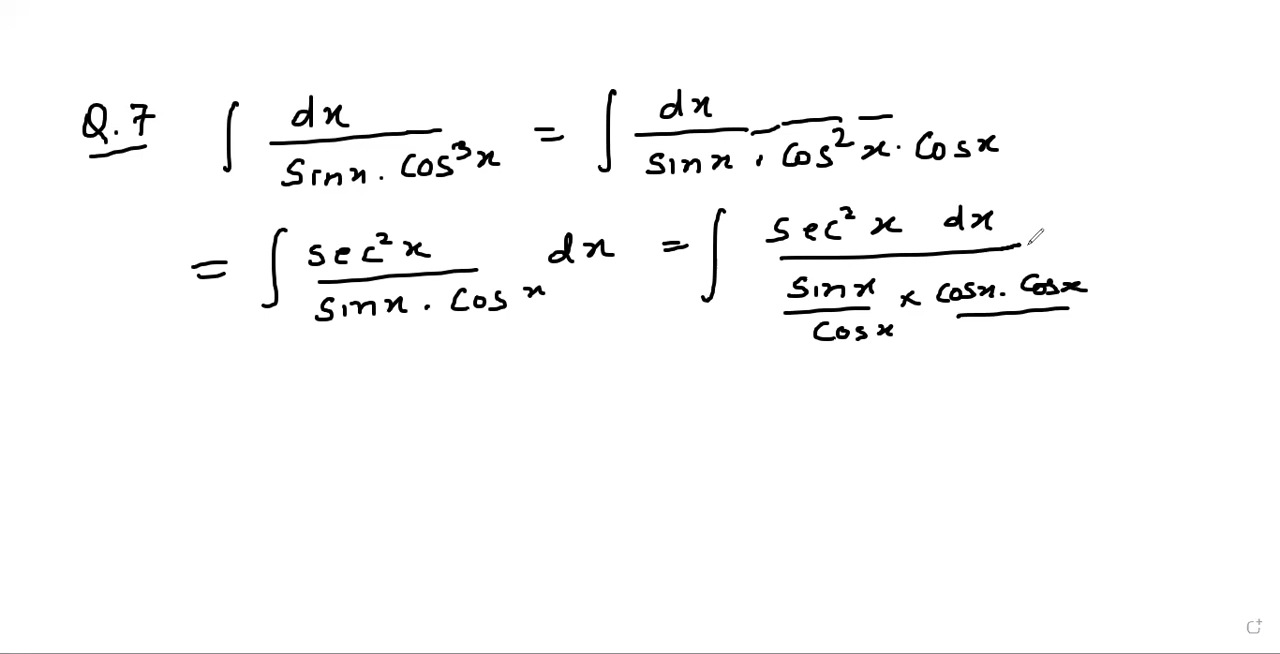 Q.7 ∫ dx / (sinx . cos³x) = ∫ dx / (sinx . cos²x . cosx)
= ∫ sec²x / (sinx . cosx) dx = ∫ sec²x dx / (sinx/cosx × cosx . cosx)